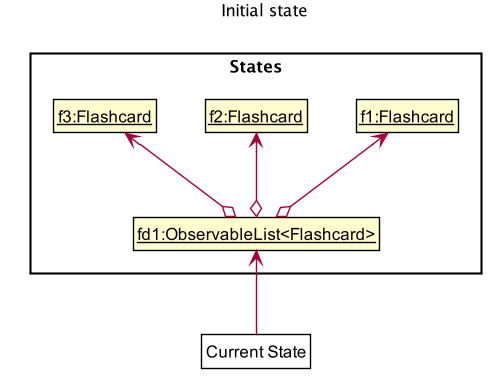 Initial state
States
f3:Flashcard
f2:Flashcard
f1:Flashcard
fd1:ObservableList<Flashcard>
Current State